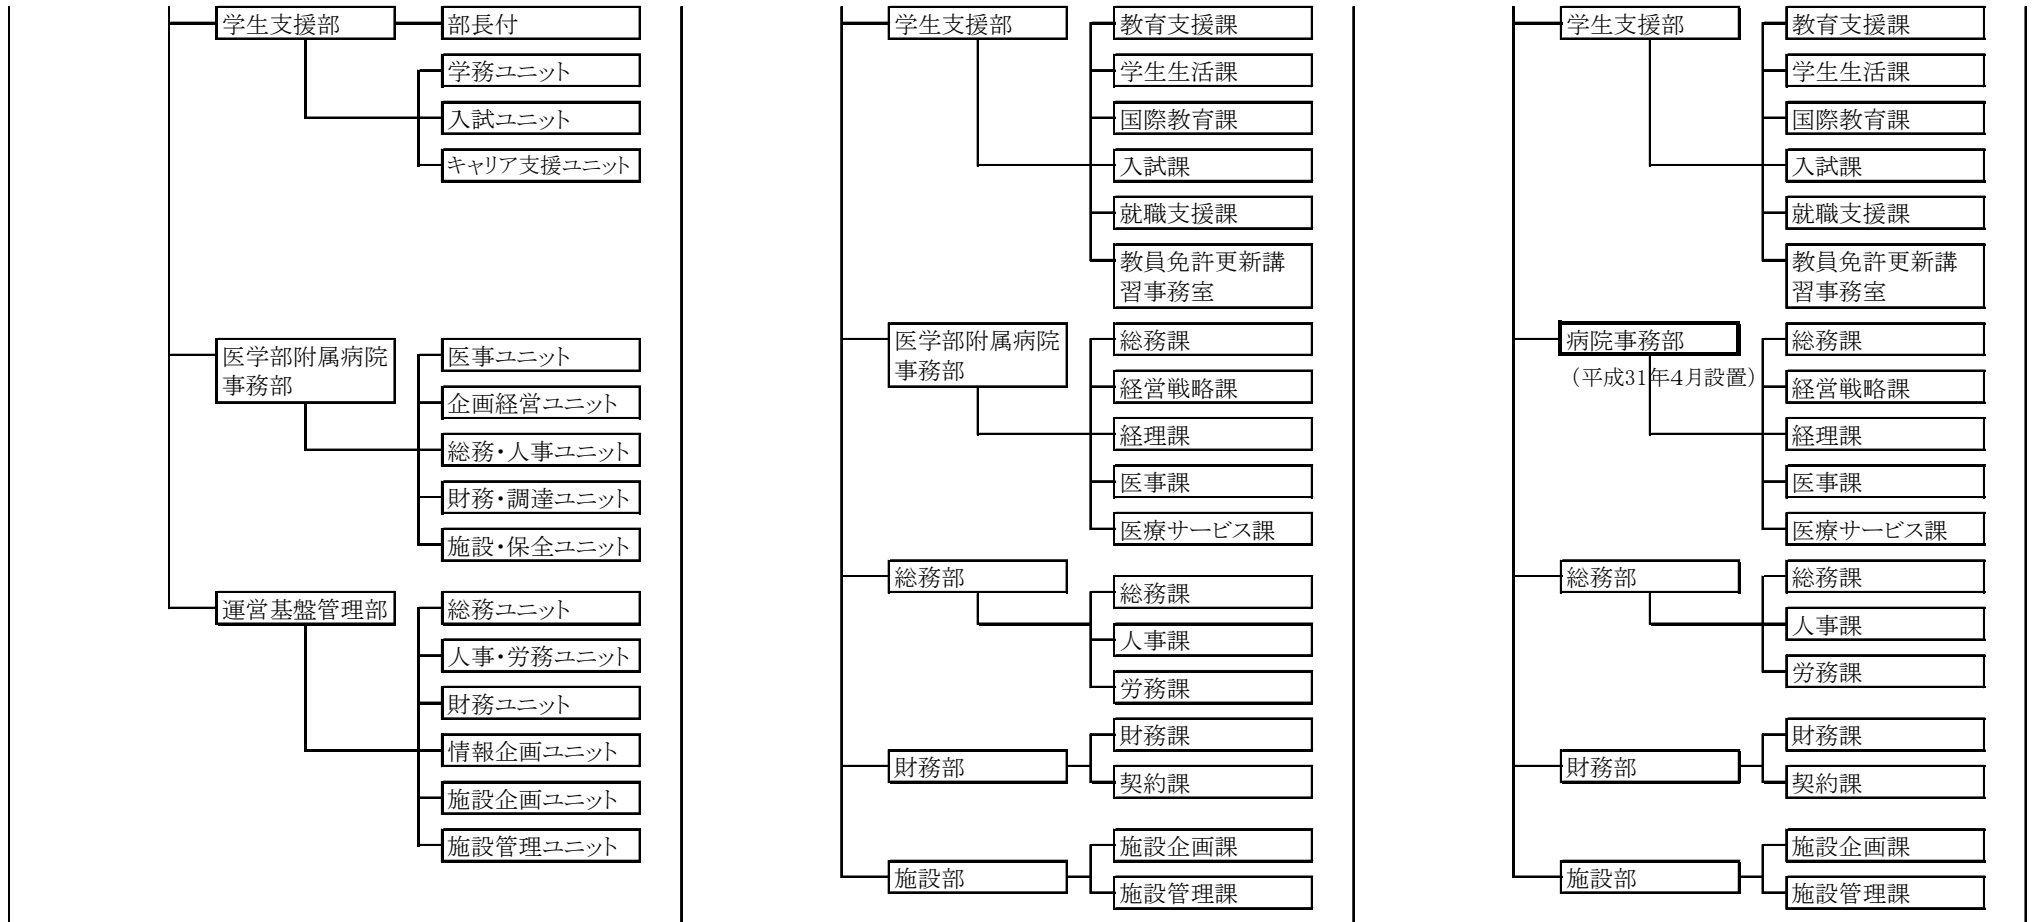 学生支援部
部長付
学務ユニット
入試ユニット
キャリア支援ユニット
医学部附属病院
事務部
医事ユニット
企画経営ユニット
総務・人事ユニット
財務・調達ユニット
施設・保全ユニット
運営基盤管理部
総務ユニット
人事・労務ユニット
財務ユニット
情報企画ユニット
施設企画ユニット
施設管理ユニット
学生支援部
教育支援課
学生生活課
国際教育課
入試課
就職支援課
教員免許更新講
習事務室
医学部附属病院
事務部
総務課
経営戦略課
経理課
医事課
医療サービス課
総務部
総務課
人事課
労務課
財務部
財務課
契約課
施設部
施設企画課
施設管理課
学生支援部
教育支援課
学生生活課
国際教育課
入試課
就職支援課
教員免許更新講
習事務室
病院事務部
（平成31年4月設置）
総務課
経営戦略課
経理課
医事課
医療サービス課
総務部
総務課
人事課
労務課
財務部
財務課
契約課
施設部
施設企画課
施設管理課